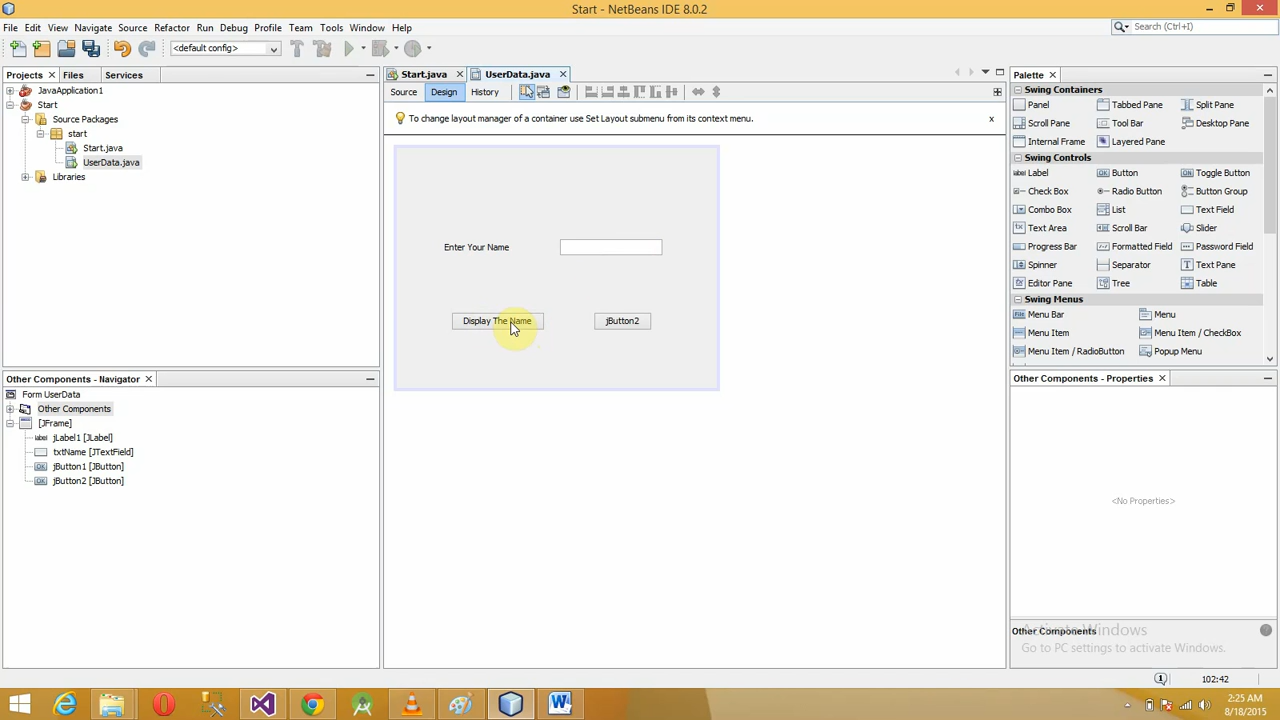 Start - NetBeans IDE 8.0.2
File Edit View Navigate Source Refactor Run Debug Profile Team Tools Window Help
Search (Ctrl+I)
<default config>
Projects Files Services
JavaApplication1
Start
Source Packages
start
Start.java
UserData.java
Libraries
Other Components - Navigator
Form UserData
Other Components
[JFrame]
jLabel1 [JLabel]
txtName [JTextField]
jButton1 [JButton]
jButton2 [JButton]
Start.java UserData.java
Source Design History
To change layout manager of a container use Set Layout submenu from its context menu.
x
Enter Your Name
Display The Name jButton2
Palette
Swing Containers
Panel Tabbed Pane Split Pane
Scroll Pane Tool Bar Desktop Pane
Internal Frame Layered Pane
Swing Controls
label Label OK Button ON Toggle Button
Check Box Radio Button Button Group
Combo Box List Text Field
Text Area Scroll Bar Slider
Progress Bar Formatted Field Password Field
Spinner Separator Text Pane
Editor Pane Tree Table
Swing Menus
Menu Bar Menu
Menu Item Menu Item / CheckBox
Menu Item / RadioButton Popup Menu
Other Components - Properties
<No Properties>
Other Components
Activate Windows
Go to PC settings to activate Windows.
102:42
2:25 AM
8/18/2015